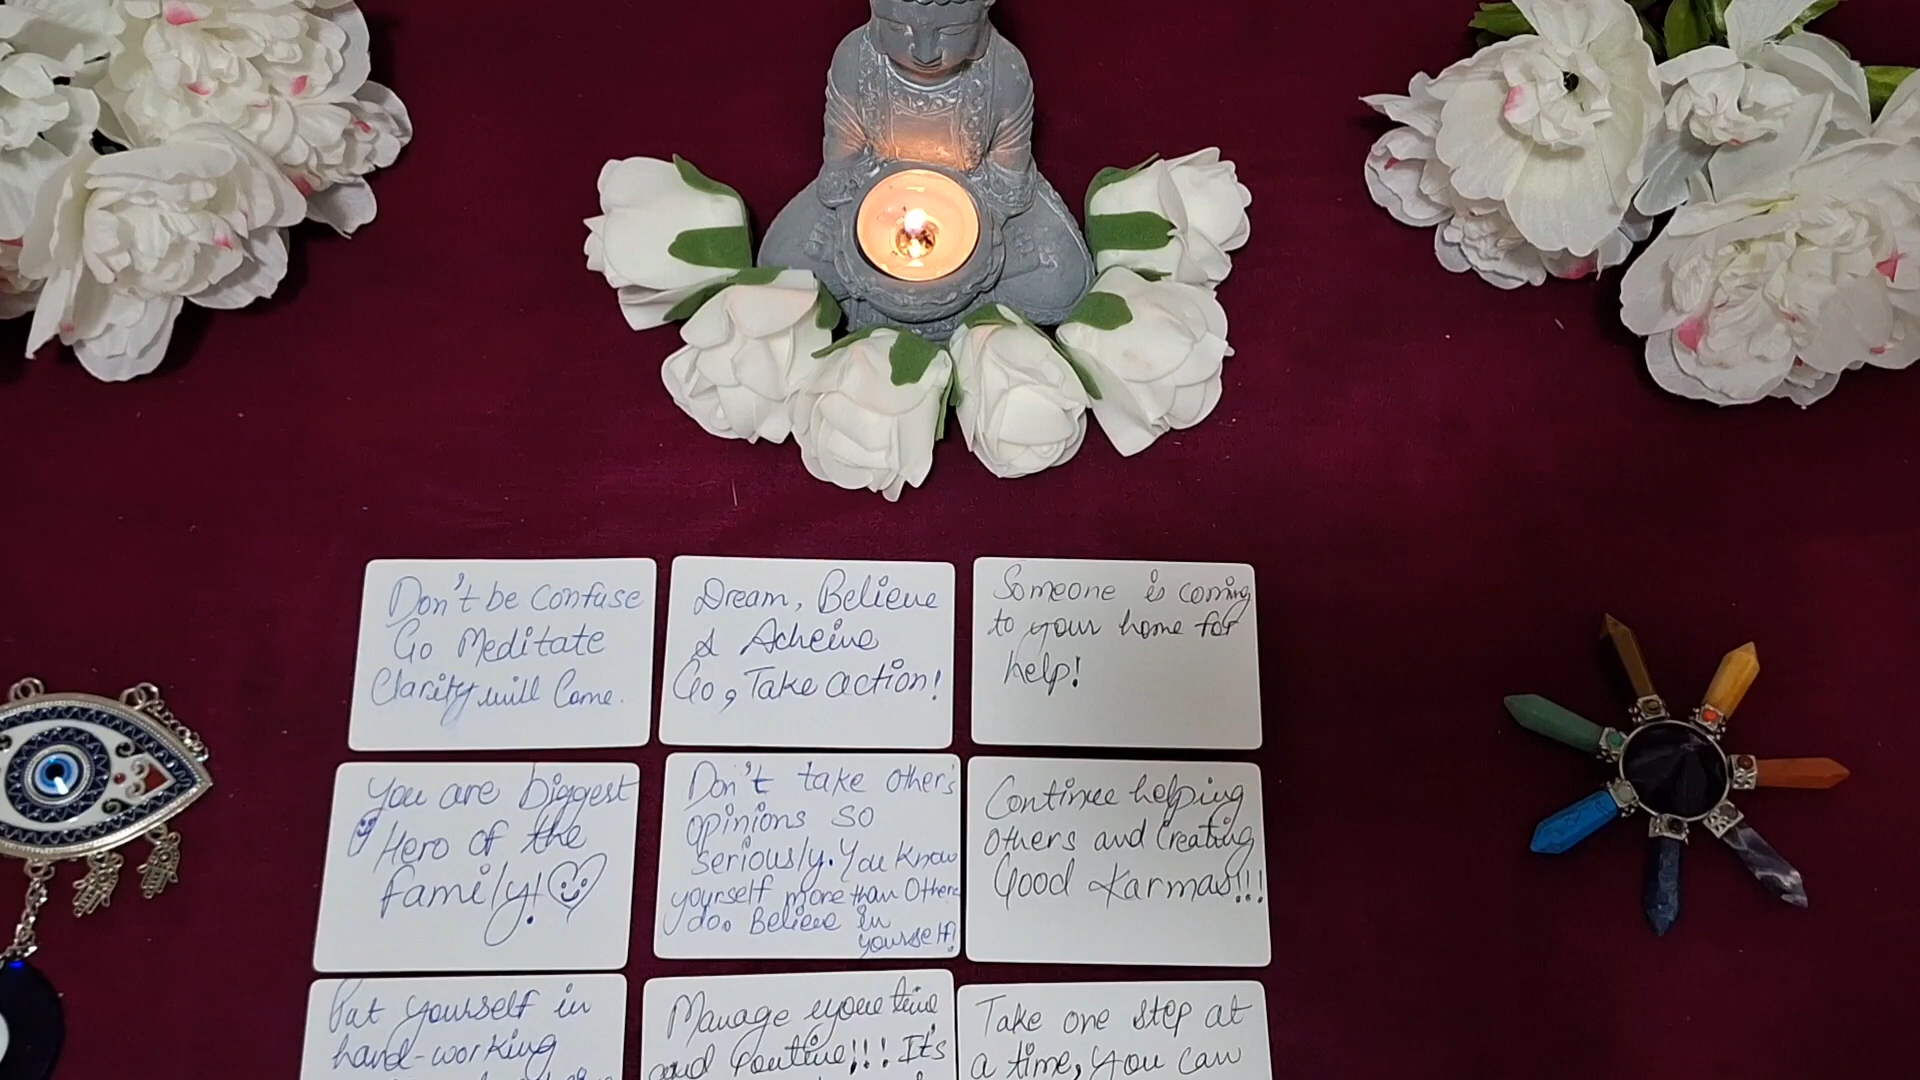 Don't be confuse
Go Meditate
Clarity will Come.
Dream, Believe
& Acheive
Go, Take action!
Someone is coming
to your home for
help!
You are biggest
Hero of the
family!
Don't take other's
opinions so
seriously. You know
yourself more than Others
do. Believe in
yourself!
Continue helping
Others and Creating
Good Karmas!!!
Put yourself in
hard-working
Manage your time
and routine!!! It's
Take one step at
a time, you can